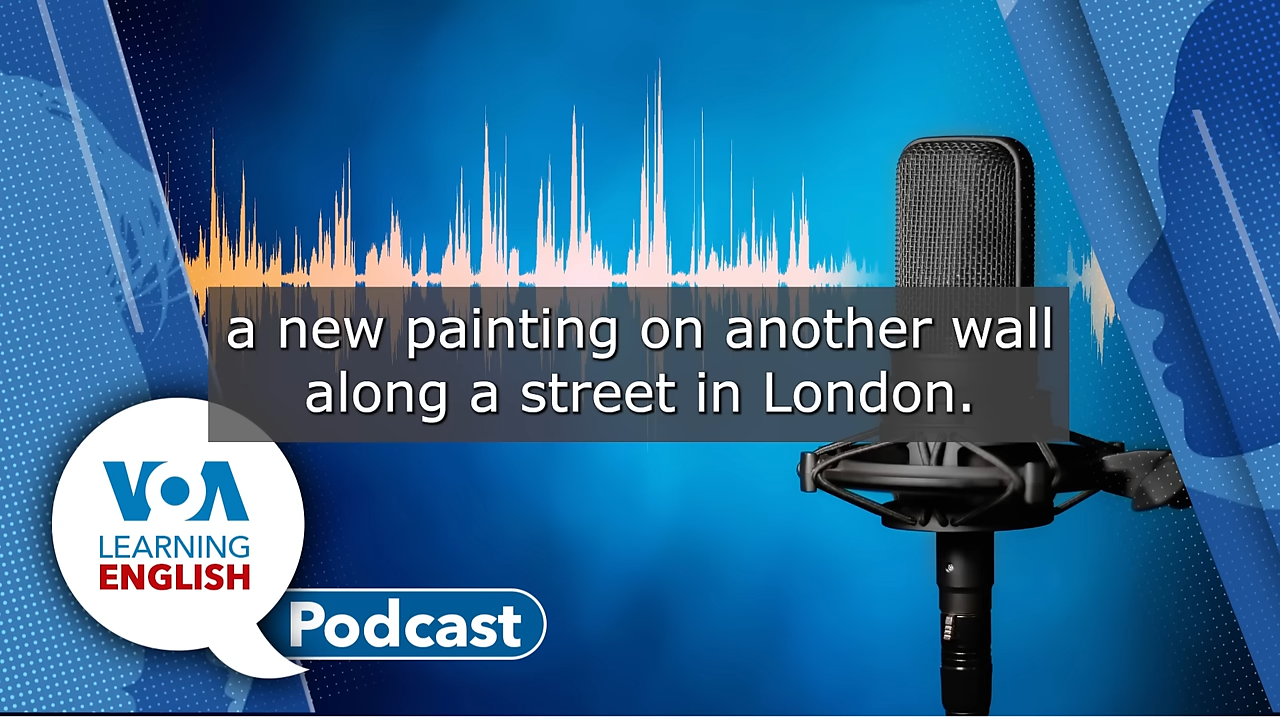 a new painting on another wall
along a street in London.
VOA
LEARNING
ENGLISH
Podcast